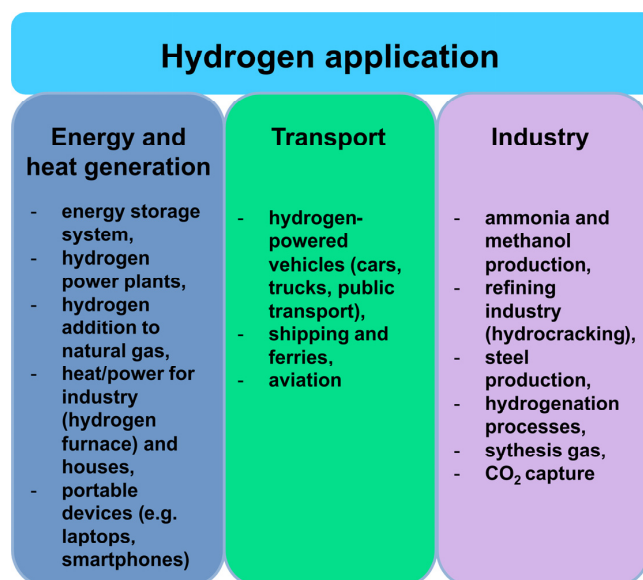 Hydrogen application
Energy and
heat generation
- energy storage
system,
- hydrogen
power plants,
- hydrogen
addition to
natural gas,
- heat/power for
industry
(hydrogen
furnace) and
houses,
- portable
devices (e.g.
laptops,
smartphones)
Transport
- hydrogen-
powered
vehicles (cars,
trucks, public
transport),
- shipping and
ferries,
- aviation
Industry
- ammonia and
methanol
production,
- refining
industry
(hydrocracking),
- steel
production,
- hydrogenation
processes,
- sythesis gas,
- CO₂ capture